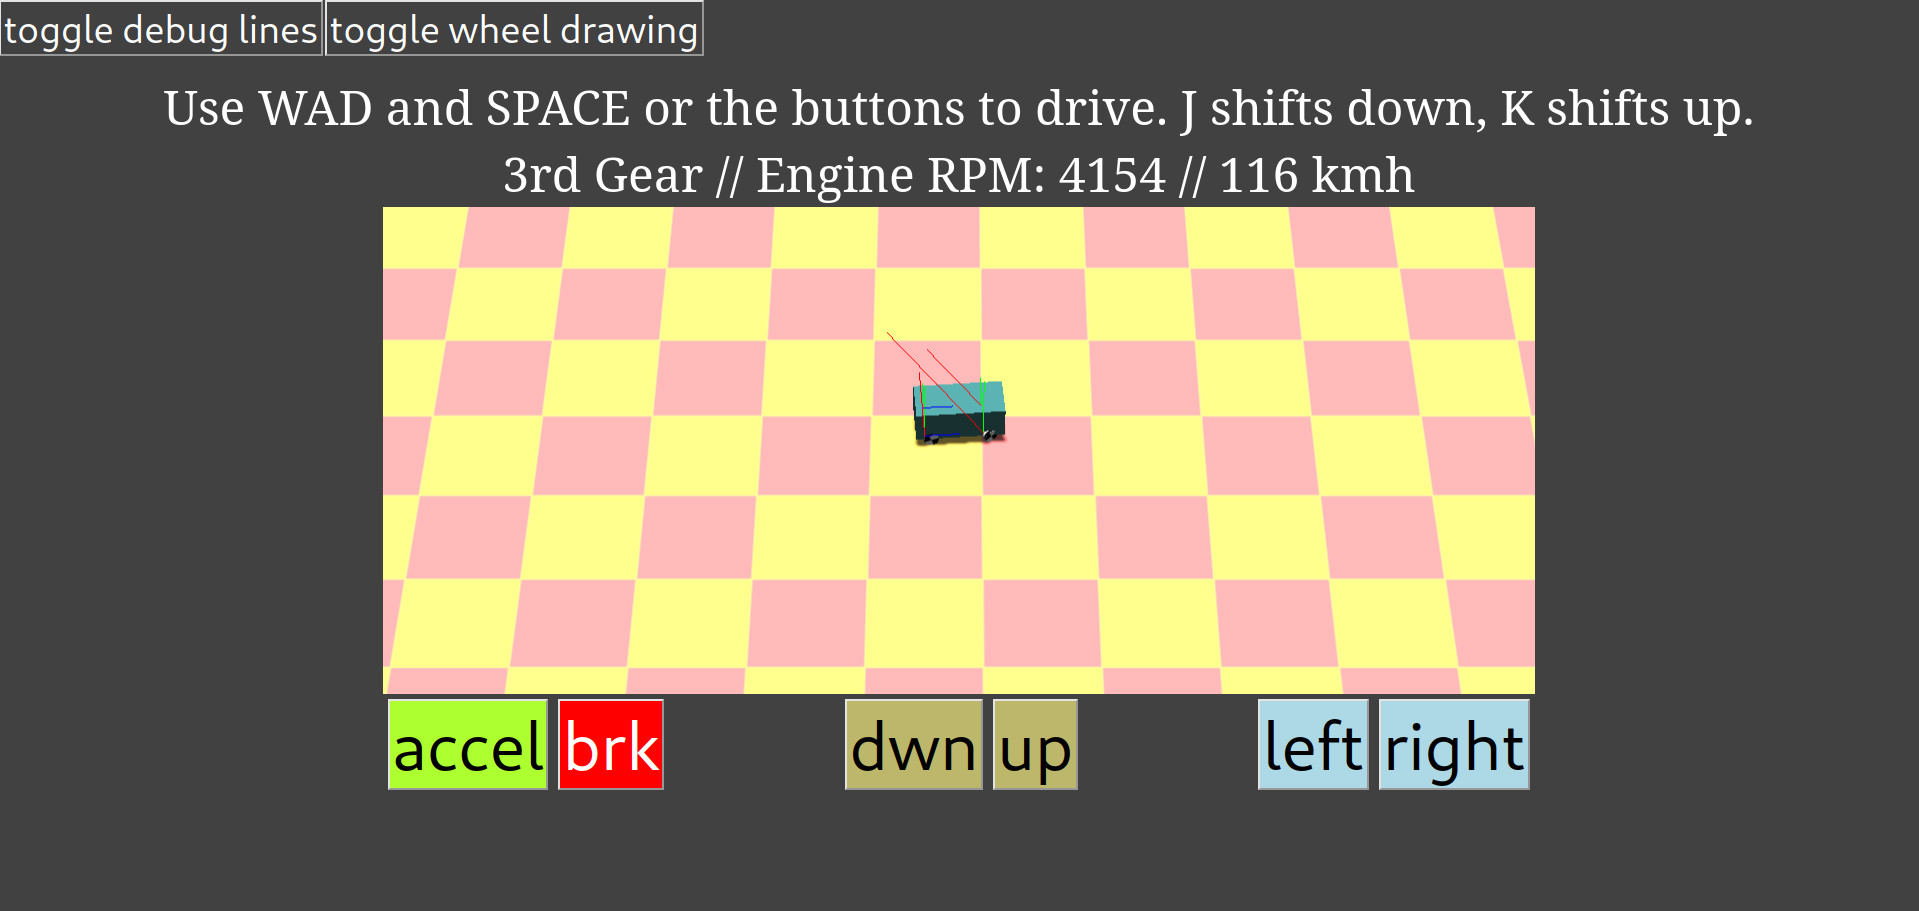 toggle debug lines toggle wheel drawing
Use WAD and SPACE or the buttons to drive. J shifts down, K shifts up.
3rd Gear // Engine RPM: 4154 // 116 kmh
accel brk dwn up left right